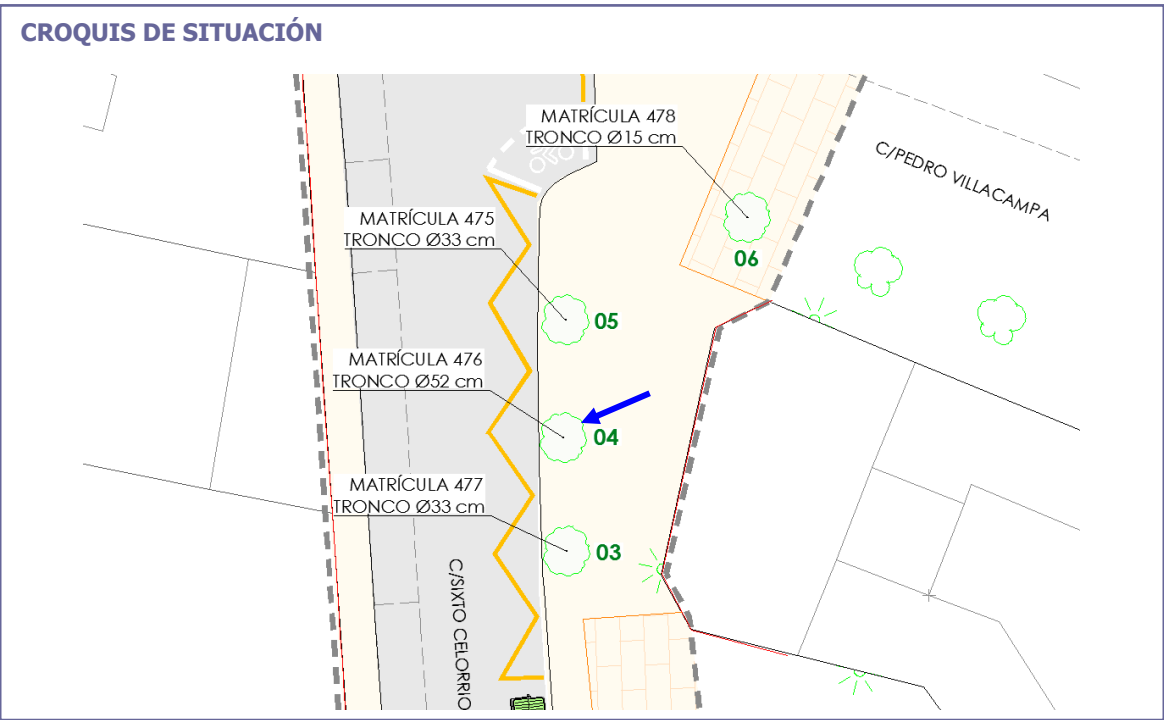 CROQUIS DE SITUACIÓN
MATRÍCULA 478
TRONCO Ø15 cm
C/PEDRO VILLACAMPA
MATRÍCULA 475
TRONCO Ø33 cm
06
05
MATRÍCULA 476
TRONCO Ø52 cm
04
MATRÍCULA 477
TRONCO Ø33 cm
03
C/SIXTO CELORRIO